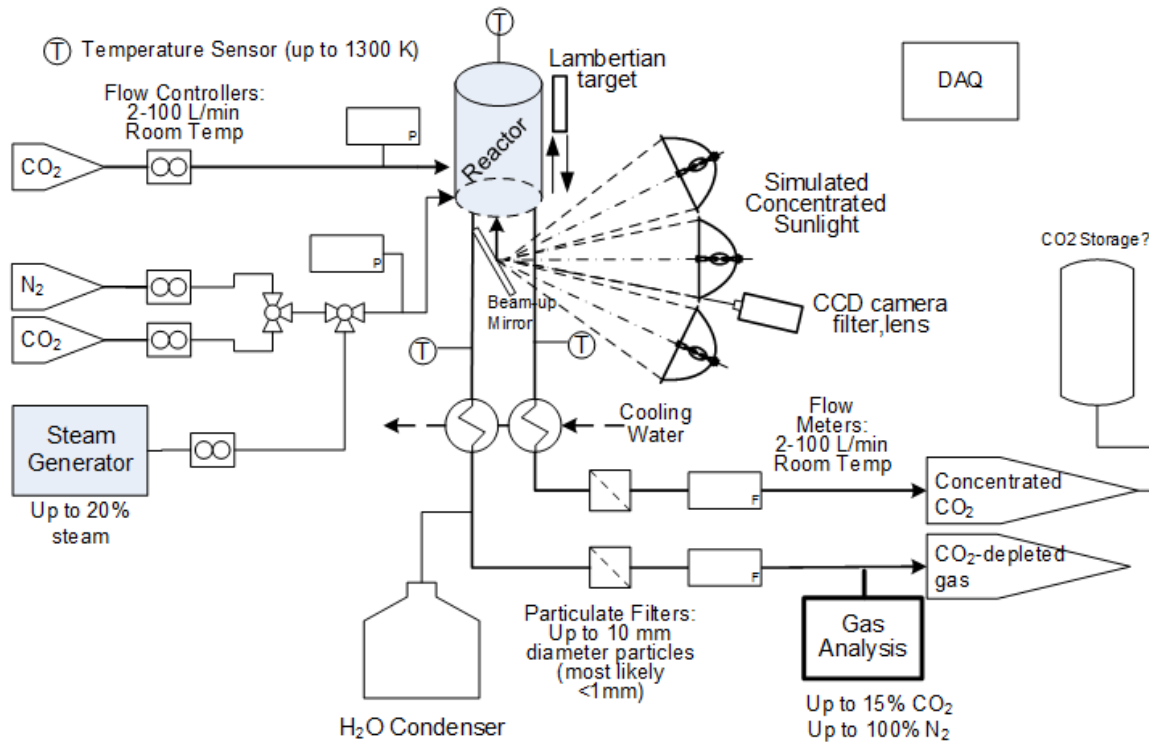 T
T Temperature Sensor (up to 1300 K)
Lambertian
target
DAQ
Flow Controllers:
2-100 L/min
Room Temp
P
CO2
Reactor
Simulated
Concentrated
Sunlight
CO2 Storage?
P
N2
Beam-up
Mirror
CCD camera
filter,lens
CO2
T
T
Cooling
Water
Flow
Meters:
2-100 L/min
Room Temp
Steam
Generator
Up to 20%
steam
F
Concentrated
CO2
F
CO2-depleted
gas
Particulate Filters:
Up to 10 mm
diameter particles
(most likely
<1mm)
Gas
Analysis
H2O Condenser
Up to 15% CO2
Up to 100% N2